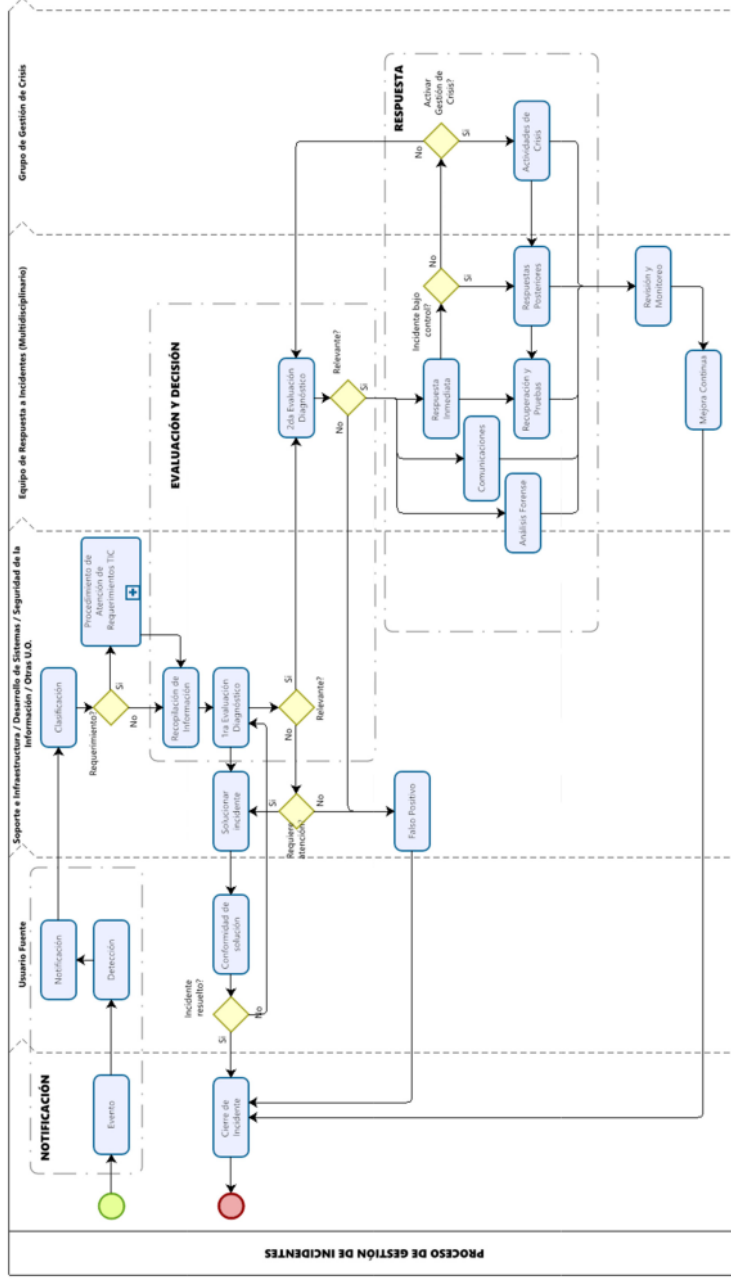 PROCESO DE GESTIÓN DE INCIDENTES
NOTIFICACIÓN
Evento
Usuario Fuente
Detección
Notificación
Soporte e Infraestructura / Desarrollo de Sistemas / Seguridad de la
Información / Otras U.O.
Clasificación
Requerimiento?
Si
No
Procedimiento de
Atención de
Requerimientos TIC
EVALUACIÓN Y DECISIÓN
Recopilación de
Información
1ra Evaluación
Diagnóstico
Relevante?
Si
No
Requiere
atención?
Si
No
Solucionar
incidente
Conformidad de
solución
Incidente
resuelto?
Si
No
Cierre de
Incidente
Falso Positivo
Equipo de Respuesta a Incidentes (Multidisciplinario)
2da Evaluación
Diagnóstico
Relevante?
Si
No
RESPUESTA
Respuesta
Inmediata
Comunicaciones
Análisis Forense
Incidente bajo
control?
Si
No
Respuestas
Posteriores
Recuperación y
Pruebas
Revisión y
Monitoreo
Mejora Continua
Grupo de Gestión de Crisis
Activar
Gestión de
Crisis?
Si
No
Actividades de
Crisis